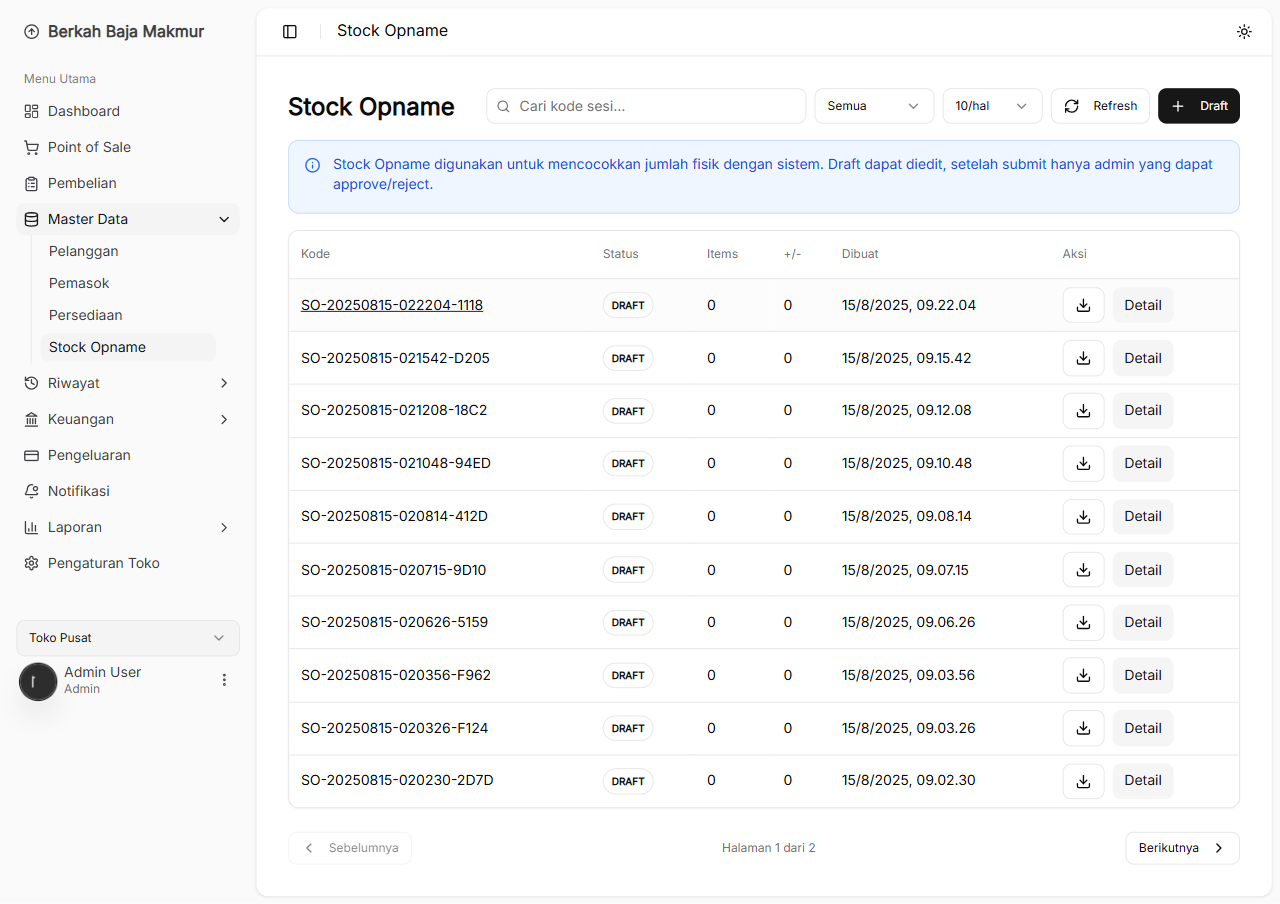 Berkah Baja Makmur
Menu Utama
Dashboard
Point of Sale
Pembelian
Master Data
Pelanggan
Pemasok
Persediaan
Stock Opname
Riwayat
Keuangan
Pengeluaran
Notifikasi
Laporan
Pengaturan Toko
Toko Pusat
Admin User
Admin
Stock Opname
Stock Opname
Cari kode sesi...
Semua
10/hal
Refresh
Draft
Stock Opname digunakan untuk mencocokkan jumlah fisik dengan sistem. Draft dapat diedit, setelah submit hanya admin yang dapat
approve/reject.
Kode Status Items +/- Dibuat Aksi
SO-20250815-022204-1118 DRAFT 0 0 15/8/2025, 09.22.04 Detail
SO-20250815-021542-D205 DRAFT 0 0 15/8/2025, 09.15.42 Detail
SO-20250815-021208-18C2 DRAFT 0 0 15/8/2025, 09.12.08 Detail
SO-20250815-021048-94ED DRAFT 0 0 15/8/2025, 09.10.48 Detail
SO-20250815-020814-412D DRAFT 0 0 15/8/2025, 09.08.14 Detail
SO-20250815-020715-9D10 DRAFT 0 0 15/8/2025, 09.07.15 Detail
SO-20250815-020626-5159 DRAFT 0 0 15/8/2025, 09.06.26 Detail
SO-20250815-020356-F962 DRAFT 0 0 15/8/2025, 09.03.56 Detail
SO-20250815-020326-F124 DRAFT 0 0 15/8/2025, 09.03.26 Detail
SO-20250815-020230-2D7D DRAFT 0 0 15/8/2025, 09.02.30 Detail
Sebelumnya
Halaman 1 dari 2
Berikutnya